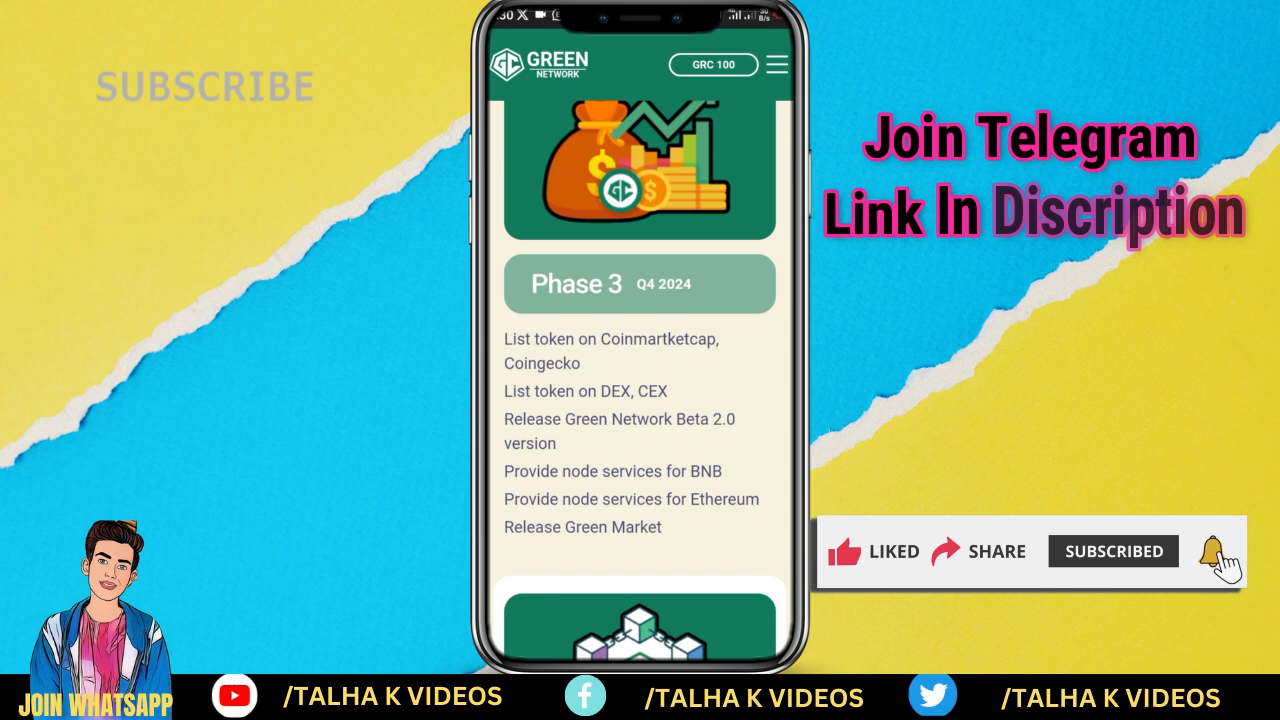 SUBSCRIBE
:30
30
B/s
GREEN
NETWORK
GRC 100
Join Telegram
Link In Discription
Phase 3 Q4 2024
List token on Coinmartketcap,
Coingecko
List token on DEX, CEX
Release Green Network Beta 2.0
version
Provide node services for BNB
Provide node services for Ethereum
Release Green Market
LIKED SHARE SUBSCRIBED
JOIN WHATSAPP
/TALHA K VIDEOS
/TALHA K VIDEOS
/TALHA K VIDEOS